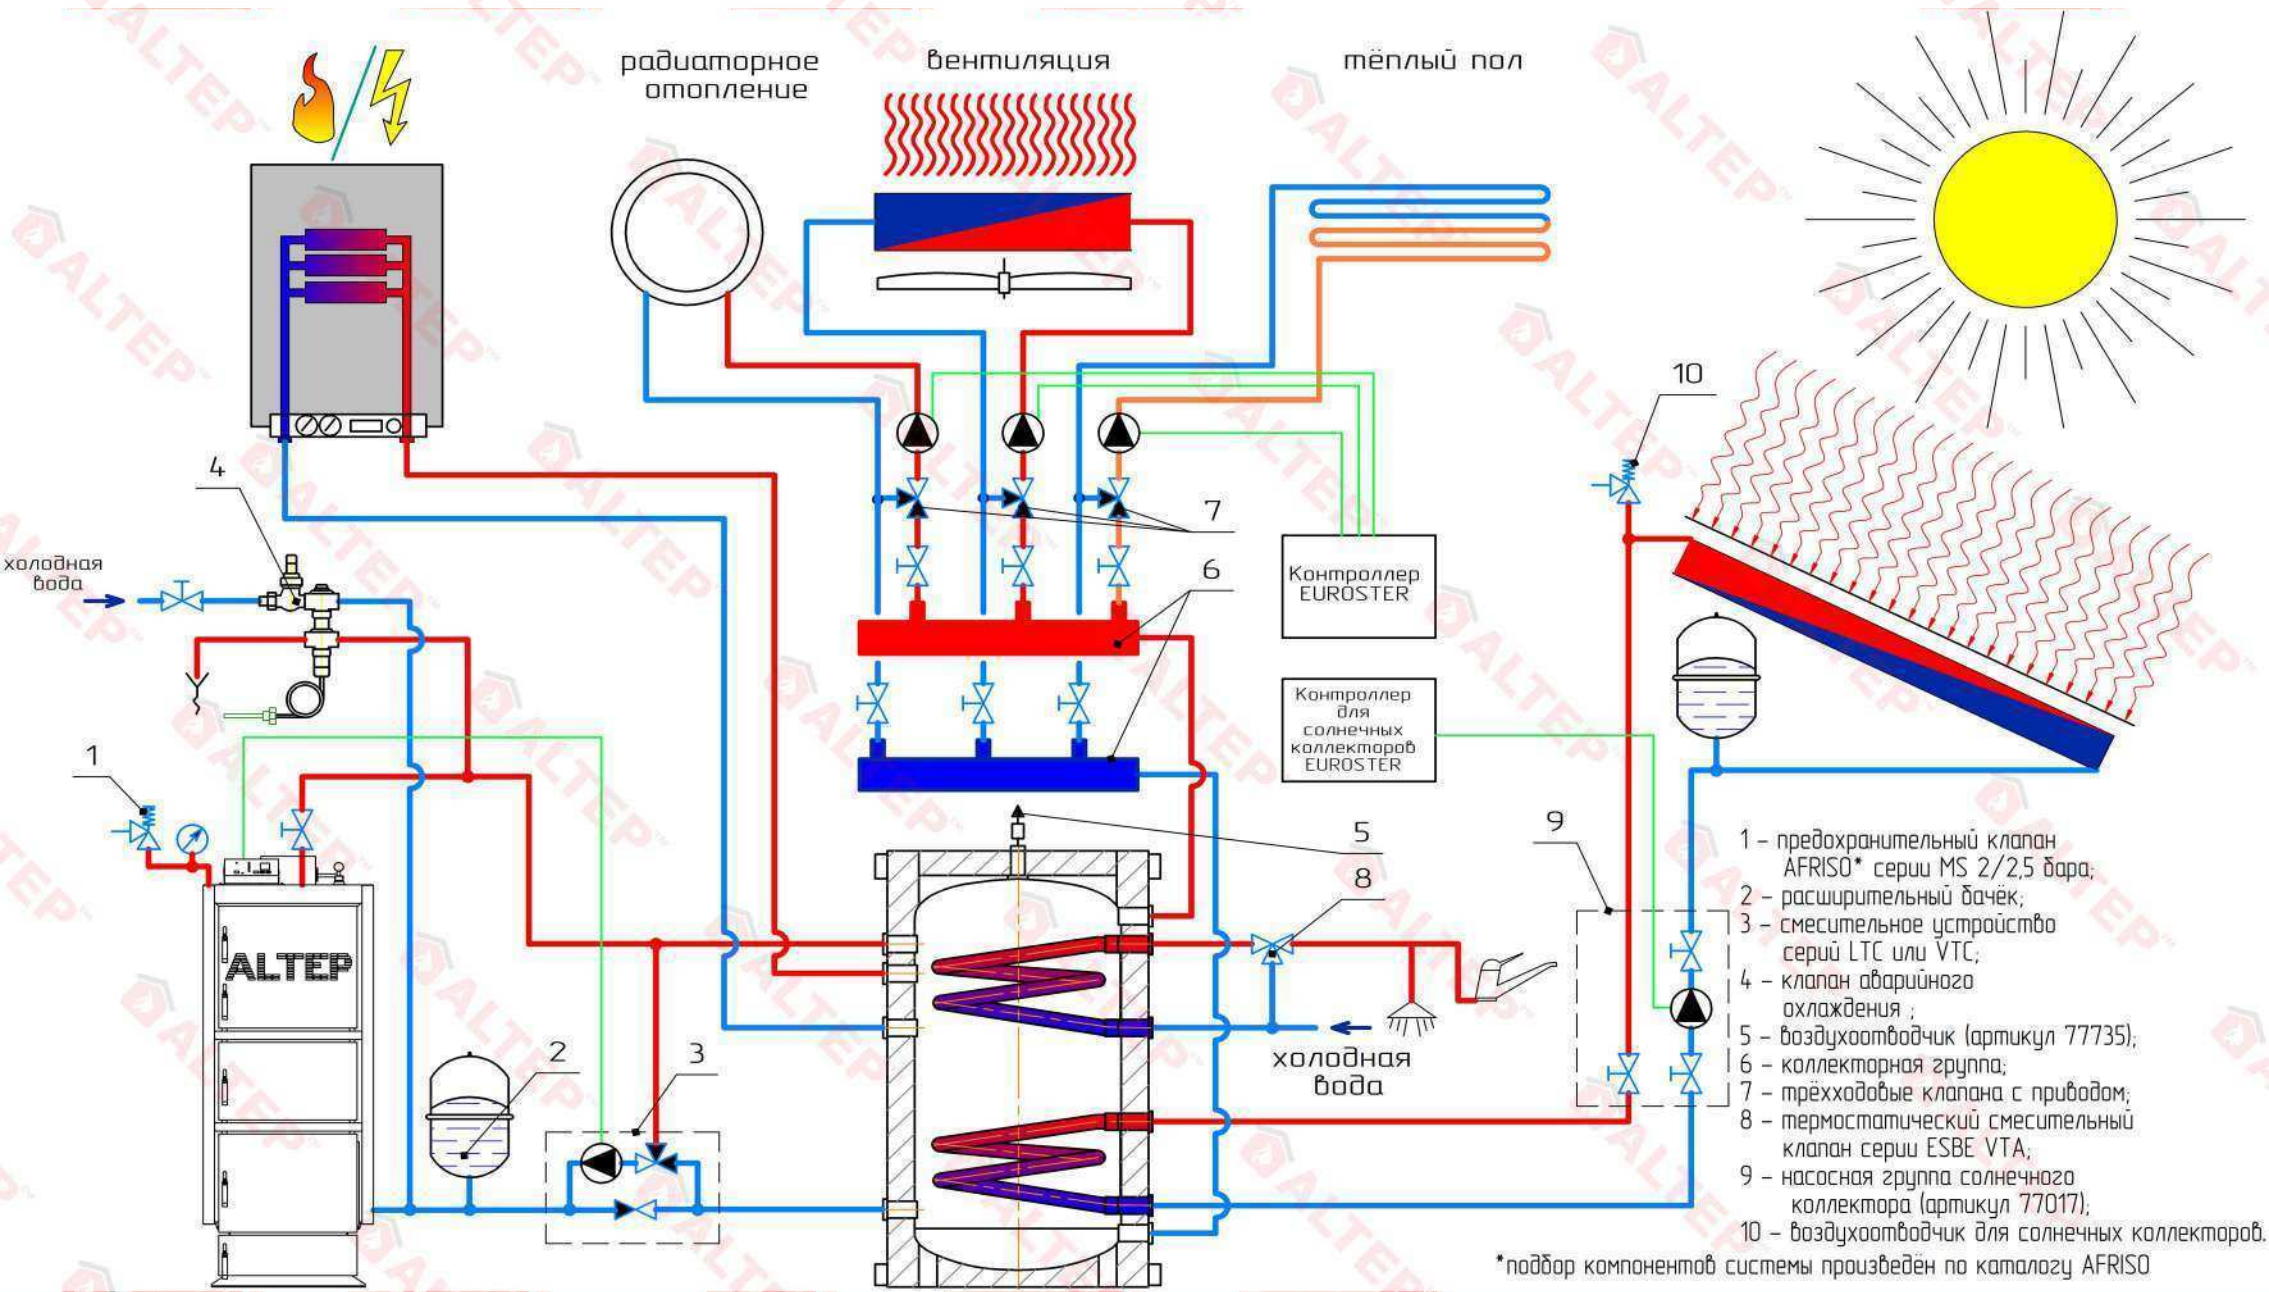 радиаторное
отопление
вентиляция
тёплый пол
10
4
7
холодная
вода
6
Контроллер
EUROSTER
Контроллер
для
солнечных
коллекторов
EUROSTER
1
5
9
8
ALTEP
холодная
вода
2
3
1 – предохранительный клапан
AFRISO* серии MS 2/2,5 бара;
2 – расширительный бачёк;
3 – смесительное устройство
серий LTC или VTC;
4 – клапан аварийного
охлаждения ;
5 – воздухоотводчик (артикул 77735);
6 – коллекторная группа;
7 – трёхходовые клапана с приводом;
8 – термостатический смесительный
клапан серии ESBE VTA;
9 – насосная группа солнечного
коллектора (артикул 77017);
10 – воздухоотводчик для солнечных коллекторов.
*подбор компонентов системы произведён по каталогу AFRISO